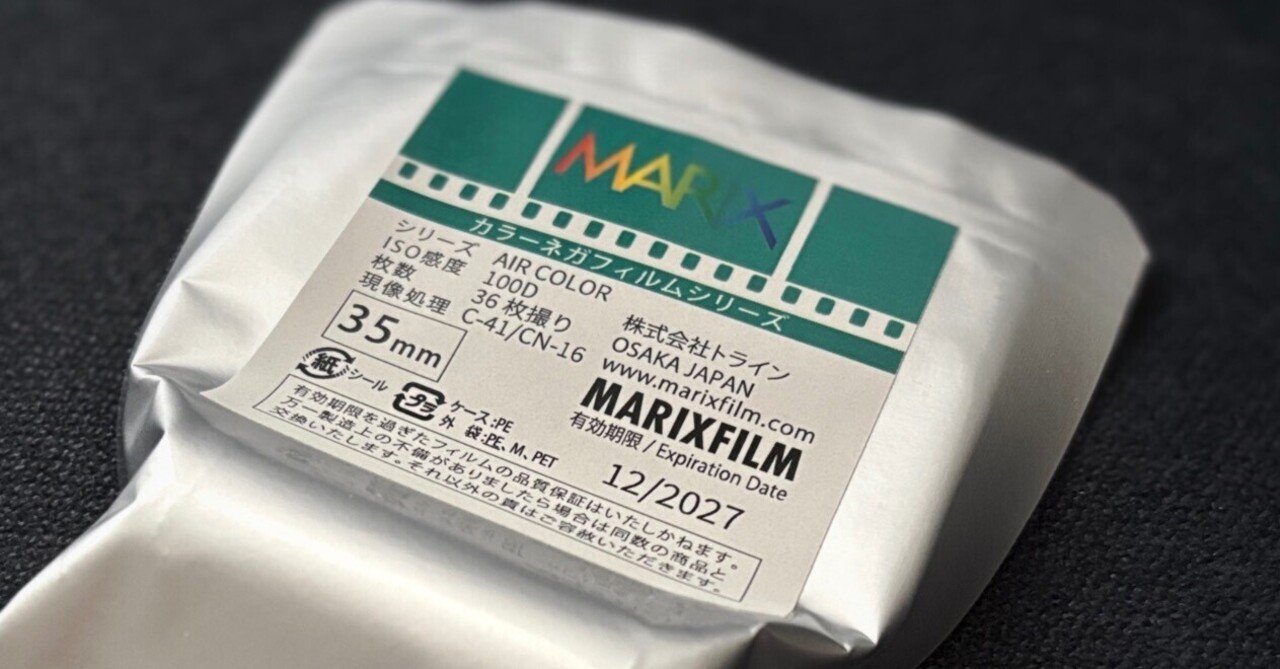 MARIX
カラーネガフィルムシリーズ
シリーズ AIR COLOR
ISO感度 100D
枚数 36枚撮り
現像処理 C-41/CN-16
35mm
株式会社トライン
OSAKA JAPAN
www.marixfilm.com
MARIXFILM
有効期限 / Expiration Date
12/2027
紙 シール
プラ ケース:PE
外 袋:PE、M、PET
有効期限を過ぎたフィルムの品質保証はいたしかねます。
万一製造上の不備がありましたら場合は同数の商品と
交換いたします。それ以外の責はご容赦いただきます。